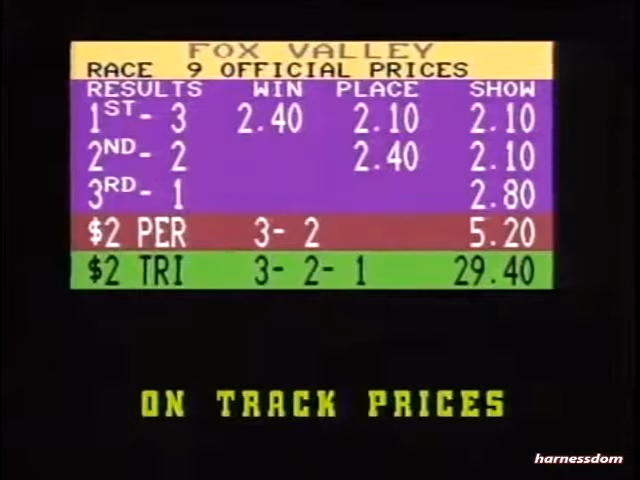 FOX VALLEY
RACE 9 OFFICIAL PRICES
RESULTS WIN PLACE SHOW
1ST- 3 2.40 2.10 2.10
2ND- 2 2.40 2.10
3RD- 1 2.80
$2 PER 3- 2 5.20
$2 TRI 3- 2- 1 29.40
ON TRACK PRICES
harnessdom